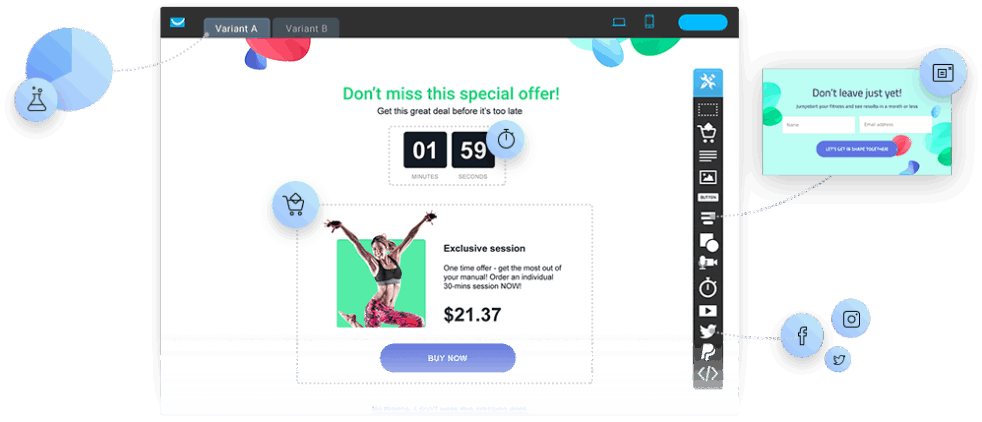 Variant A
Variant B
Don't miss this special offer!
Get this great deal before it's too late
01 59
MINUTES SECONDS
Exclusive session
One time offer - get the most out of
your manual! Order an individual
30-mins session NOW!
$21.37
BUY NOW
BUTTON
Don't leave just yet!
Jumpstart your fitness and see results in a month or less
Name
Email address
LET'S GET IN SHAPE TOGETHER!